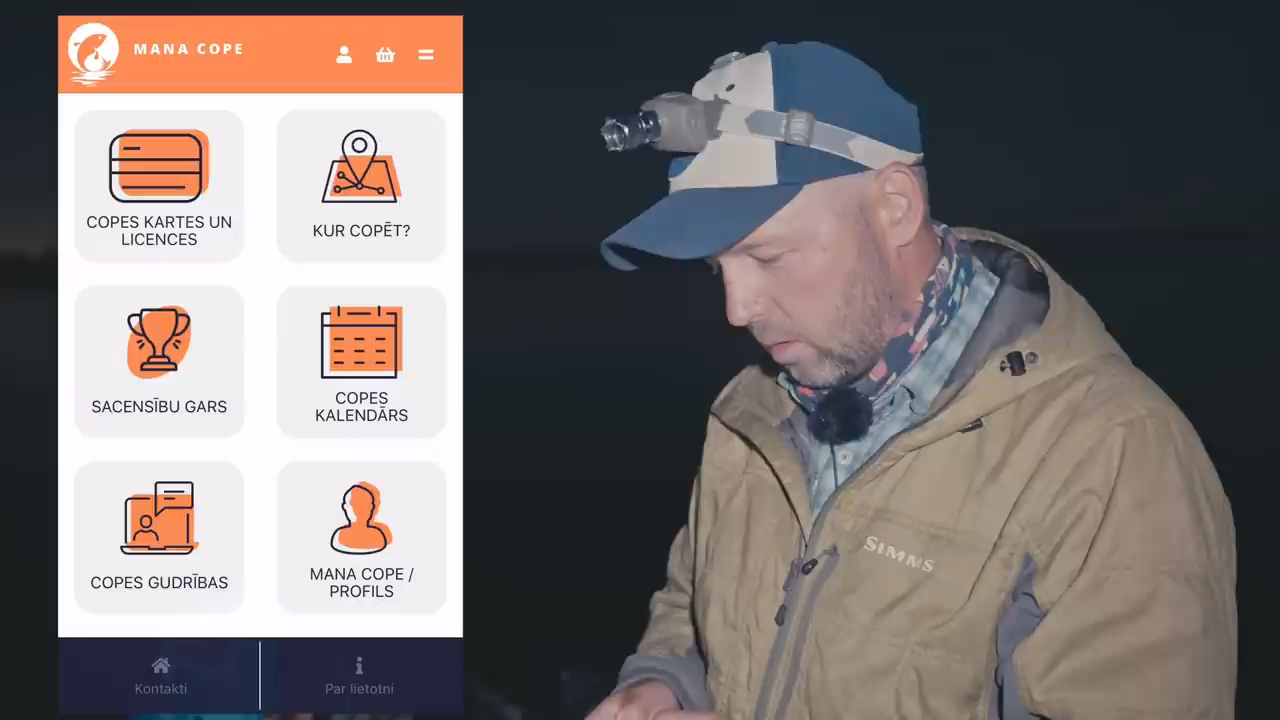 MANA COPE
COPES KARTES UN
LICENCES
KUR COPĒT?
SACENSĪBU GARS
COPES
KALENDĀRS
COPES GUDRĪBAS
MANA COPE /
PROFILS
Kontakti
Par lietotni
SIMMS